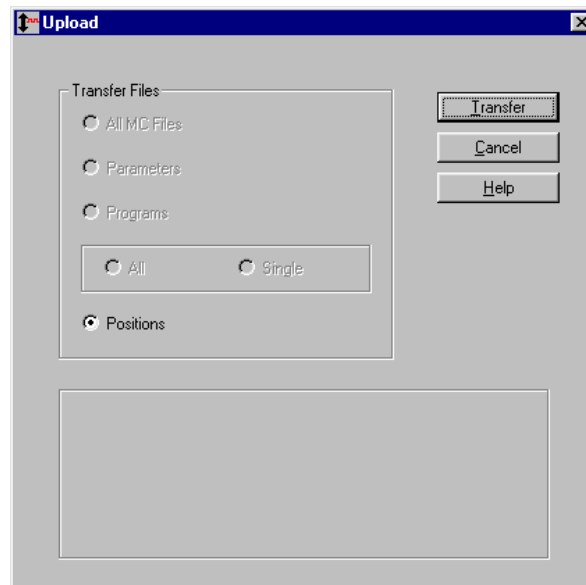 Upload
Transfer Files
All MC Files
Parameters
Programs
All Single
Positions
Transfer
Cancel
Help